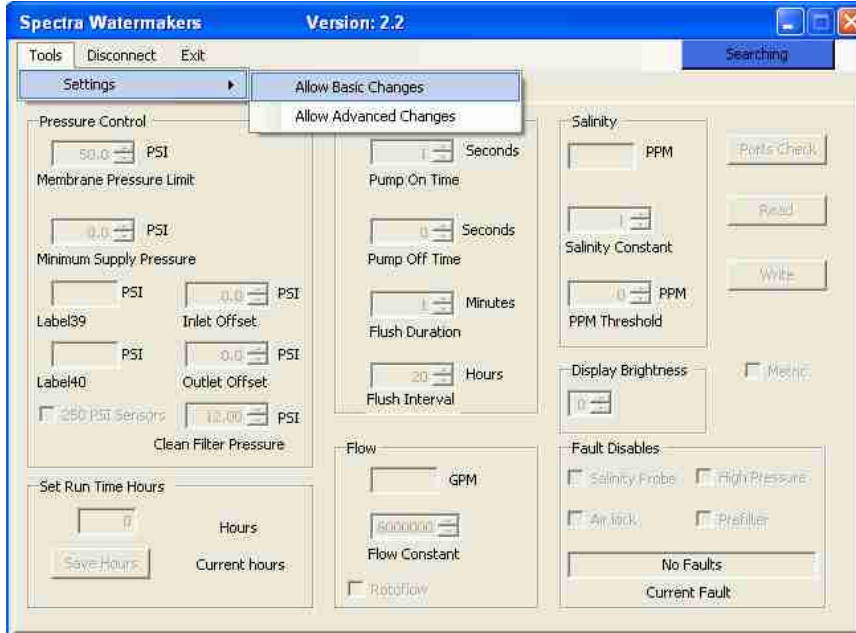 Spectra Watermakers Version: 2.2
Tools Disconnect Exit Searching
Settings
Allow Basic Changes
Allow Advanced Changes
Pressure Control
50.0 PSI
Membrane Pressure Limit
0.0 PSI
Minimum Supply Pressure
PSI 0.0 PSI
Label39 Inlet Offset
PSI 0.0 PSI
Label40 Outlet Offset
250 PSI Sensors 12.00 PSI
Clean Filter Pressure
Set Run Time Hours
0 Hours
Save Hours Current hours
1 Seconds
Pump On Time
0 Seconds
Pump Off Time
1 Minutes
Flush Duration
20 Hours
Flush Interval
Flow
GPM
6000000
Flow Constant
Rotoflow
Salinity
PPM
1
Salinity Constant
0 PPM
PPM Threshold
Display Brightness
0
Ports Check
Read
Write
Metric
Fault Disables
Salinity Probe High Pressure
Air lock Prefilter
No Faults
Current Fault